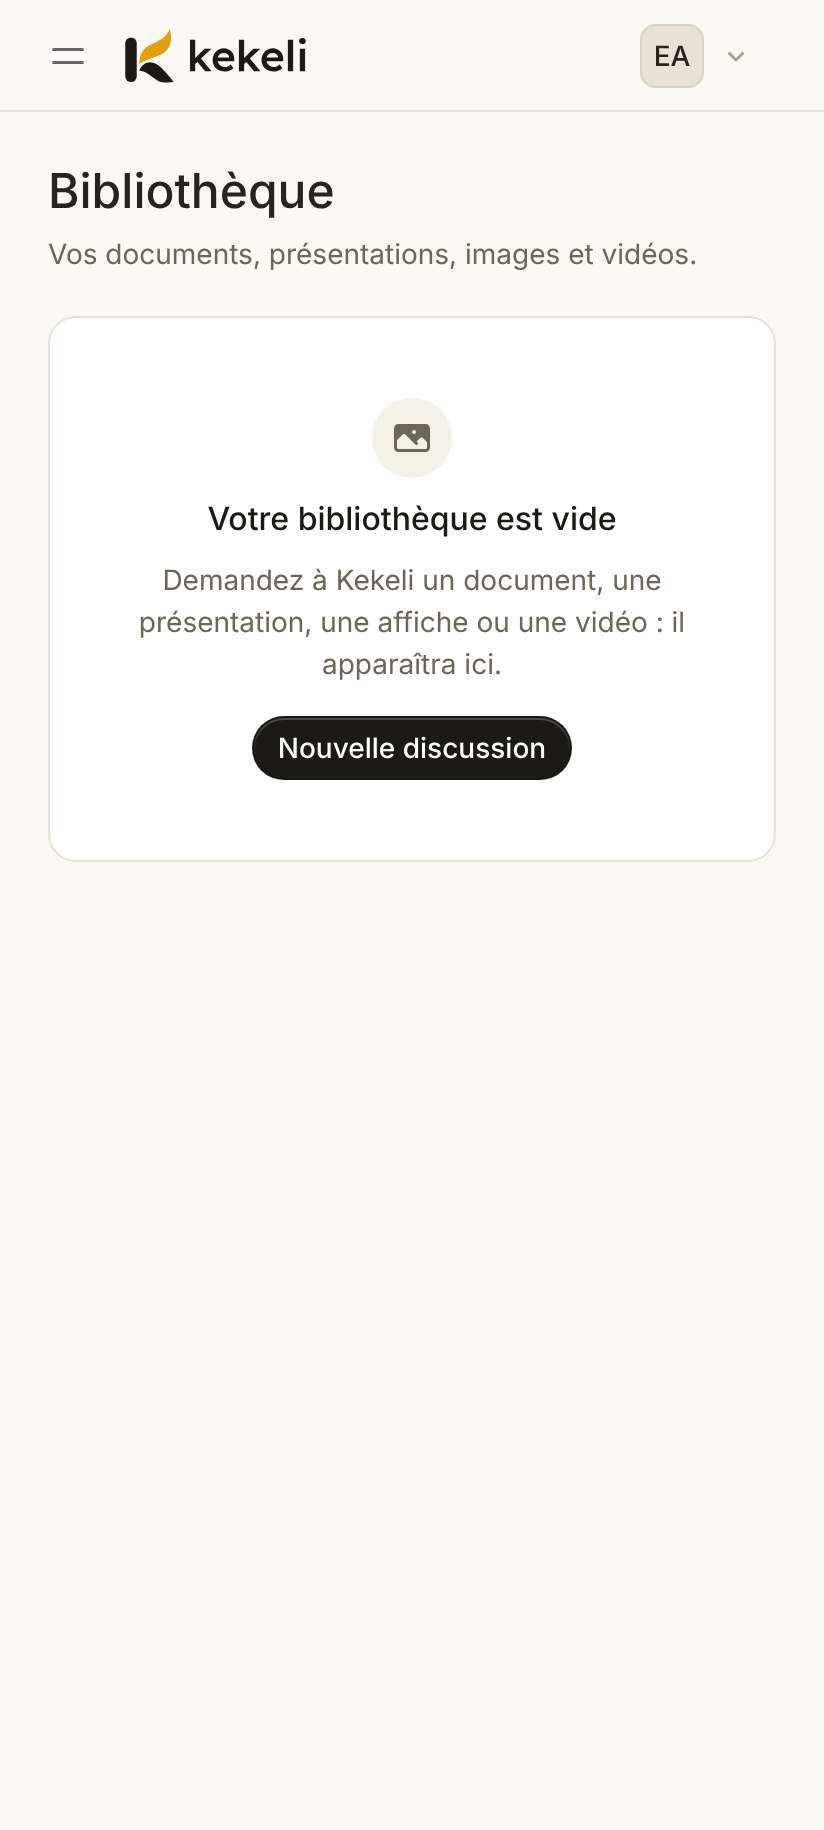 kekeli
EA
Bibliothèque
Vos documents, présentations, images et vidéos.
Votre bibliothèque est vide
Demandez à Kekeli un document, une
présentation, une affiche ou une vidéo : il
apparaîtra ici.
Nouvelle discussion